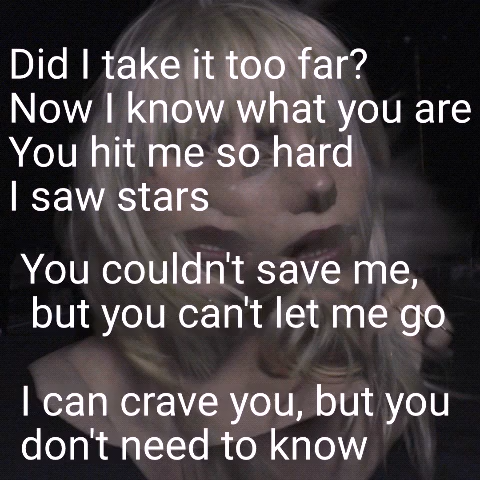 Did I take it too far?
Now I know what you are
You hit me so hard
I saw stars
You couldn't save me,
but you can't let me go
I can crave you, but you
don't need to know